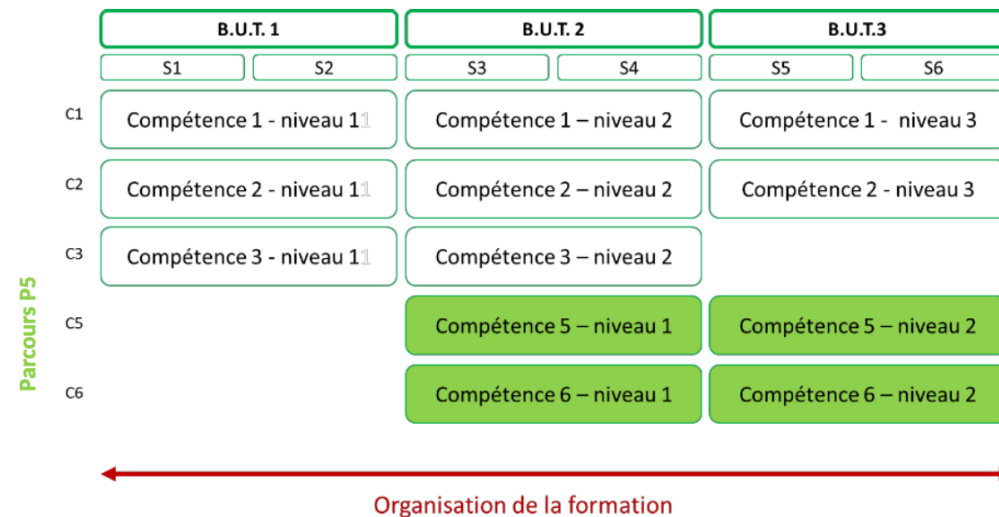 B.U.T. 1 B.U.T. 2 B.U.T.3
S1 S2 S3 S4 S5 S6
C1 Compétence 1 - niveau 11 Compétence 1 – niveau 2 Compétence 1 - niveau 3
C2 Compétence 2 - niveau 11 Compétence 2 – niveau 2 Compétence 2 - niveau 3
C3 Compétence 3 - niveau 11 Compétence 3 – niveau 2
Parcours P5
C5 Compétence 5 – niveau 1 Compétence 5 – niveau 2
C6 Compétence 6 – niveau 1 Compétence 6 – niveau 2
Organisation de la formation